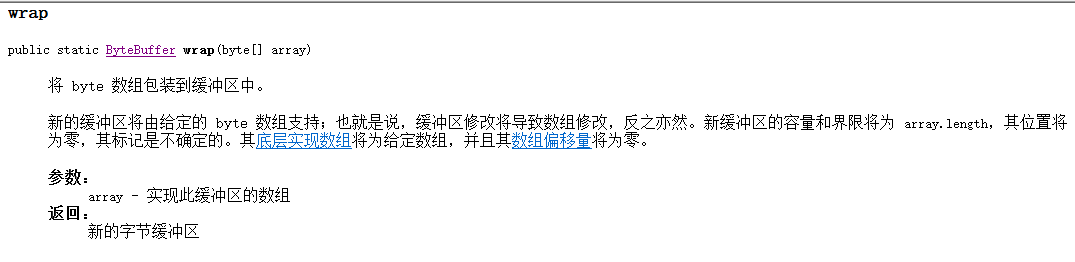 wrap
public static ByteBuffer wrap(byte[] array)
将 byte 数组包装到缓冲区中。
新的缓冲区将由给定的 byte 数组支持；也就是说，缓冲区修改将导致数组修改，反之亦然。新缓冲区的容量和界限将为 array.length，其位置将
为零，其标记是不确定的。其底层实现数组将为给定数组，并且其数组偏移量将为零。
参数：
array - 实现此缓冲区的数组
返回：
新的字节缓冲区